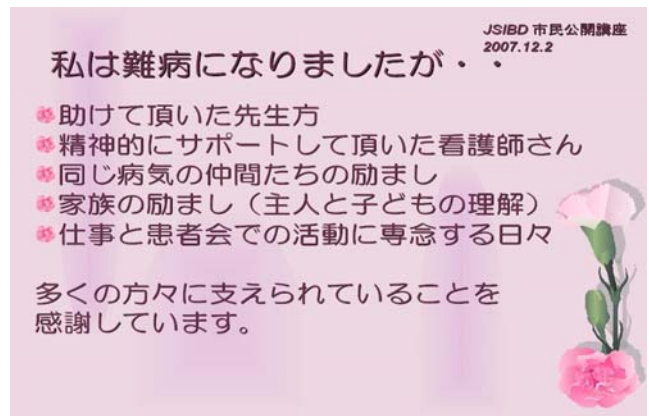 JSIBD 市民公開講座
2007.12.2
私は難病になりましたが・・
助けて頂いた先生方
精神的にサポートして頂いた看護師さん
同じ病気の仲間たちの励まし
家族の励まし（主人と子どもの理解）
仕事と患者会での活動に専念する日々
多くの方々に支えられていることを
感謝しています。